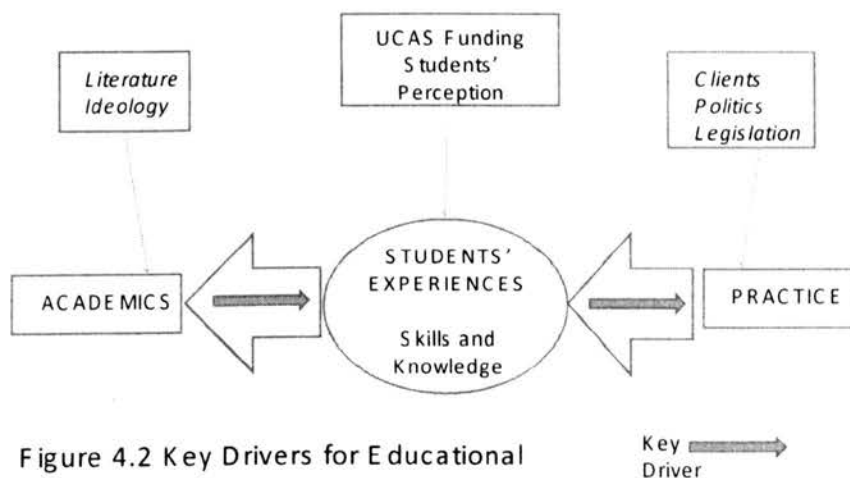 UCAS Funding
Students'
Perception
Literature
Ideology
Clients
Politics
Legislation
ACADEMICS
STUDENTS'
EXPERIENCES
Skills and
Knowledge
PRACTICE
Figure 4.2 Key Drivers for Educational
Key
Driver